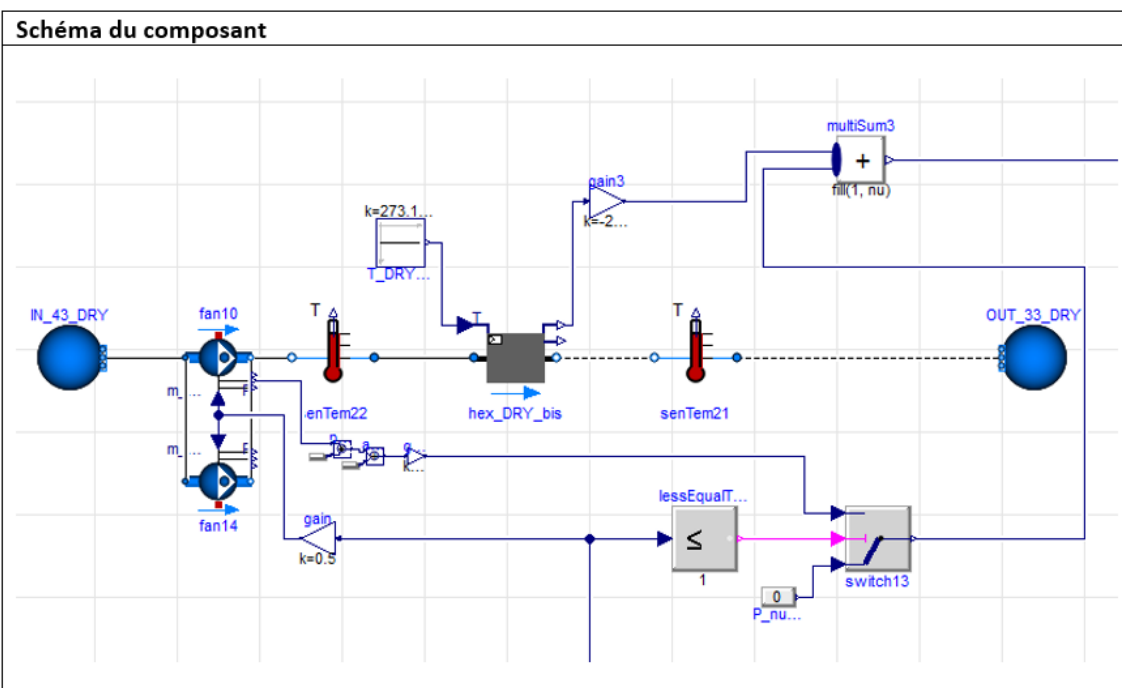 Schéma du composant
multiSum3
+
fill(1, nu)
gain3
k=-2...
k=273.1...
T_DRY...
IN_43_DRY
fan10
T
T
T
OUT_33_DRY
m_...
enTem22
hex_DRY_bis
senTem21
m_...
k...
fan14
gain
k=0.5
lessEqualT...
≤
1
switch13
0
P_nu...